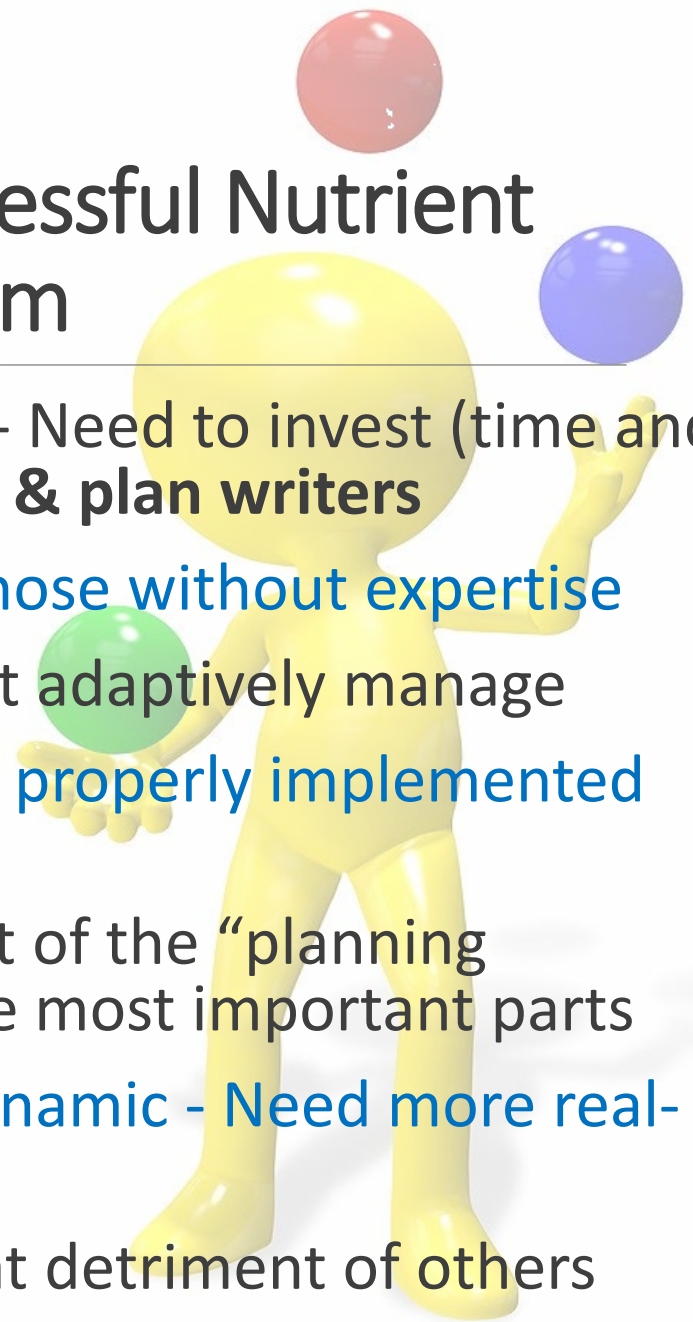 essful Nutrient
m
- Need to invest (time and
& plan writers
hose without expertise
t adaptively manage
properly implemented
t of the “planning
e most important parts
namic - Need more real-
t detriment of others